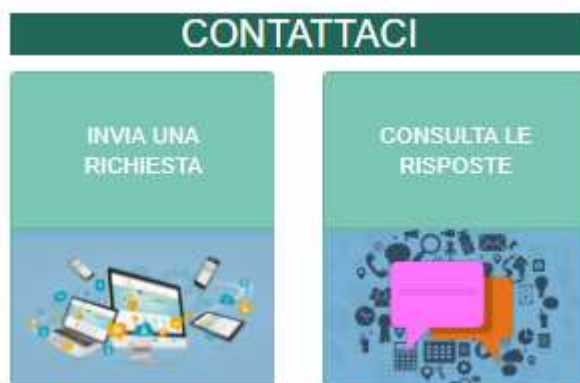 CONTATTACI
INVIA UNA
RICHIESTA
CONSULTA LE
RISPOSTE